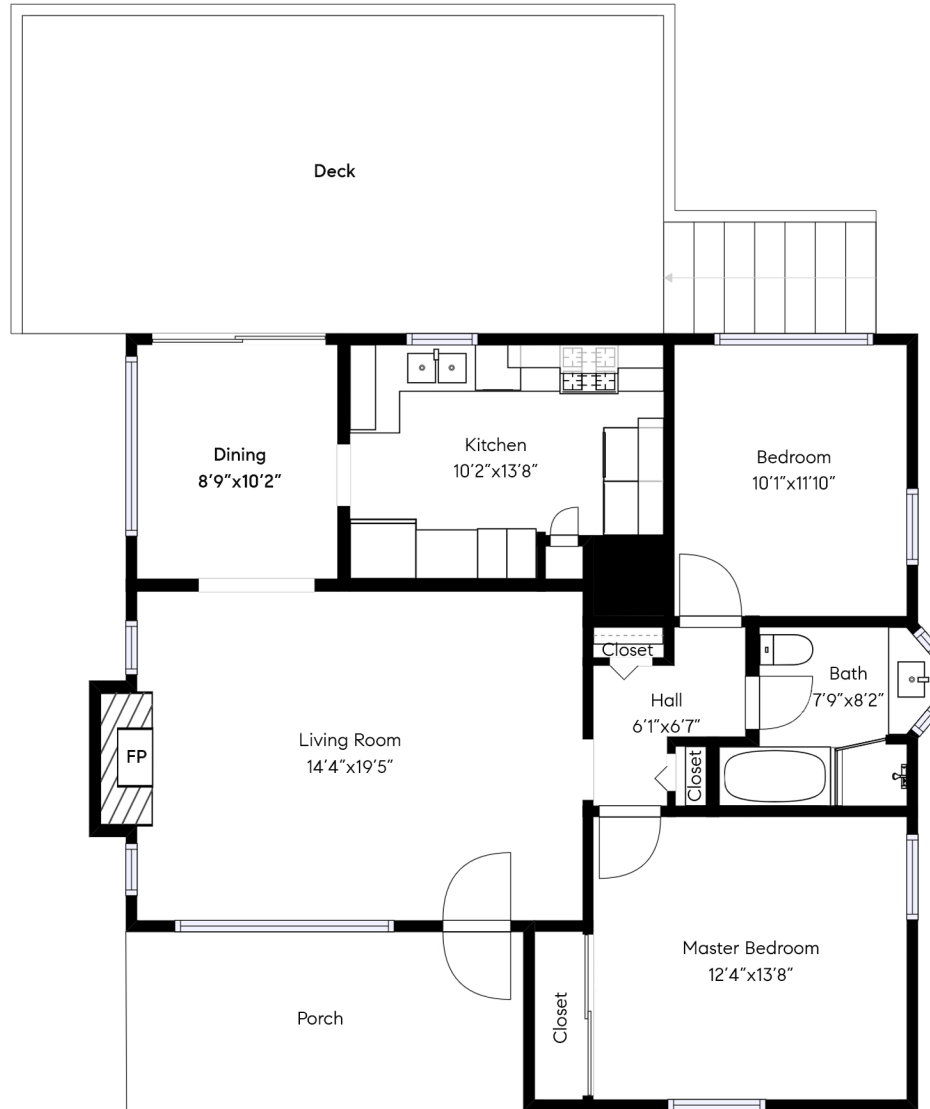 Deck
Dining
8'9"x10'2"
Kitchen
10'2"x13'8"
Bedroom
10'1"x11'10"
Closet
Hall
6'1"x6'7"
Bath
7'9"x8'2"
Closet
Living Room
14'4"x19'5"
FP
Master Bedroom
12'4"x13'8"
Closet
Porch